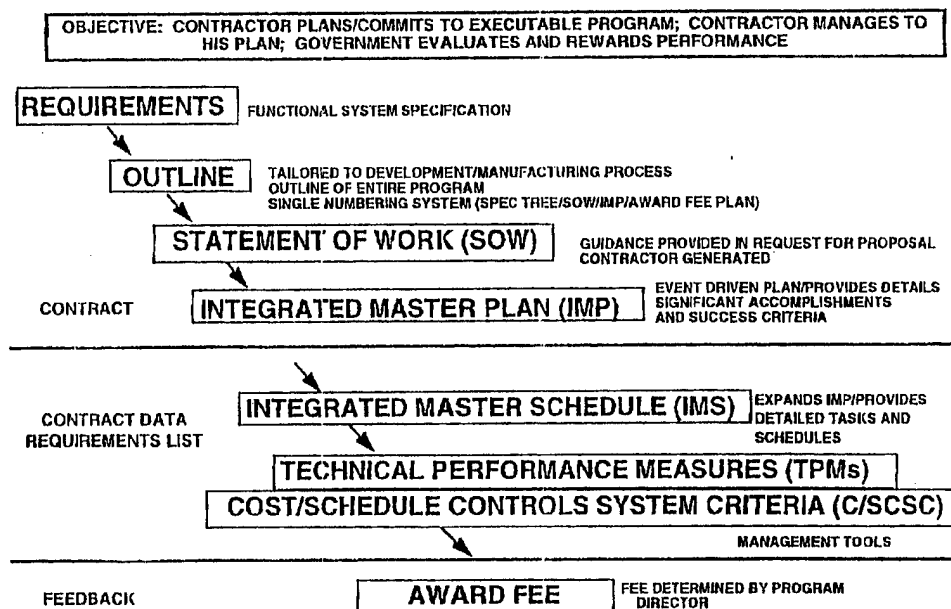 OBJECTIVE: CONTRACTOR PLANS/COMMITS TO EXECUTABLE PROGRAM; CONTRACTOR MANAGES TO
HIS PLAN; GOVERNMENT EVALUATES AND REWARDS PERFORMANCE
REQUIREMENTS
FUNCTIONAL SYSTEM SPECIFICATION
OUTLINE
TAILORED TO DEVELOPMENT/MANUFACTURING PROCESS
OUTLINE OF ENTIRE PROGRAM
SINGLE NUMBERING SYSTEM (SPEC TREE/SOW/IMP/AWARD FEE PLAN)
STATEMENT OF WORK (SOW)
GUIDANCE PROVIDED IN REQUEST FOR PROPOSAL
CONTRACTOR GENERATED
CONTRACT
INTEGRATED MASTER PLAN (IMP)
EVENT DRIVEN PLAN/PROVIDES DETAILS
SIGNIFICANT ACCOMPLISHMENTS
AND SUCCESS CRITERIA
CONTRACT DATA
REQUIREMENTS LIST
INTEGRATED MASTER SCHEDULE (IMS)
EXPANDS IMP/PROVIDES
DETAILED TASKS AND
SCHEDULES
TECHNICAL PERFORMANCE MEASURES (TPMs)
COST/SCHEDULE CONTROLS SYSTEM CRITERIA (C/SCSC)
MANAGEMENT TOOLS
FEEDBACK
AWARD FEE
FEE DETERMINED BY PROGRAM
DIRECTOR